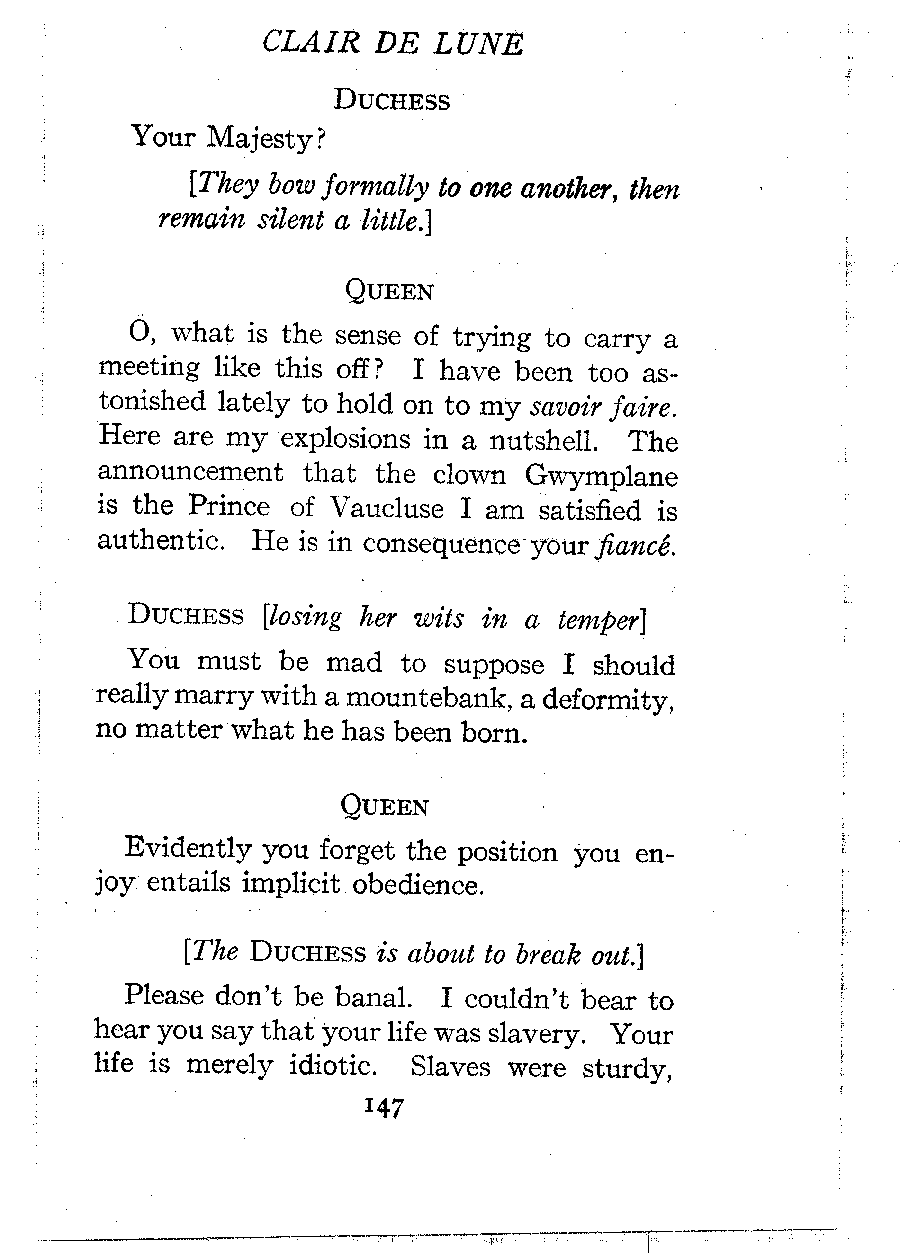 CLAIR DE LUNE
DUCHESS
Your Majesty?
[They bow formally to one another, then
remain silent a little.]
QUEEN
O, what is the sense of trying to carry a
meeting like this off? I have been too as-
tonished lately to hold on to my savoir faire.
Here are my explosions in a nutshell. The
announcement that the clown Gwymplane
is the Prince of Vaucluse I am satisfied is
authentic. He is in consequence your fiancé.
DUCHESS [losing her wits in a temper]
You must be mad to suppose I should
really marry with a mountebank, a deformity,
no matter what he has been born.
QUEEN
Evidently you forget the position you en-
joy entails implicit obedience.
[The DUCHESS is about to break out.]
Please don't be banal. I couldn't bear to
hear you say that your life was slavery. Your
life is merely idiotic. Slaves were sturdy,
147